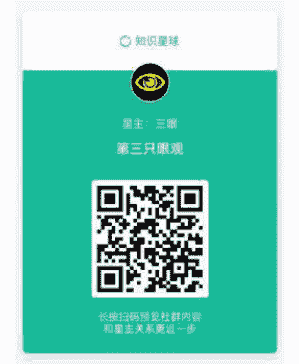 知识星球
星主：三眼
第三只眼观
长按扫码预览社群内容
和星主关系更近一步